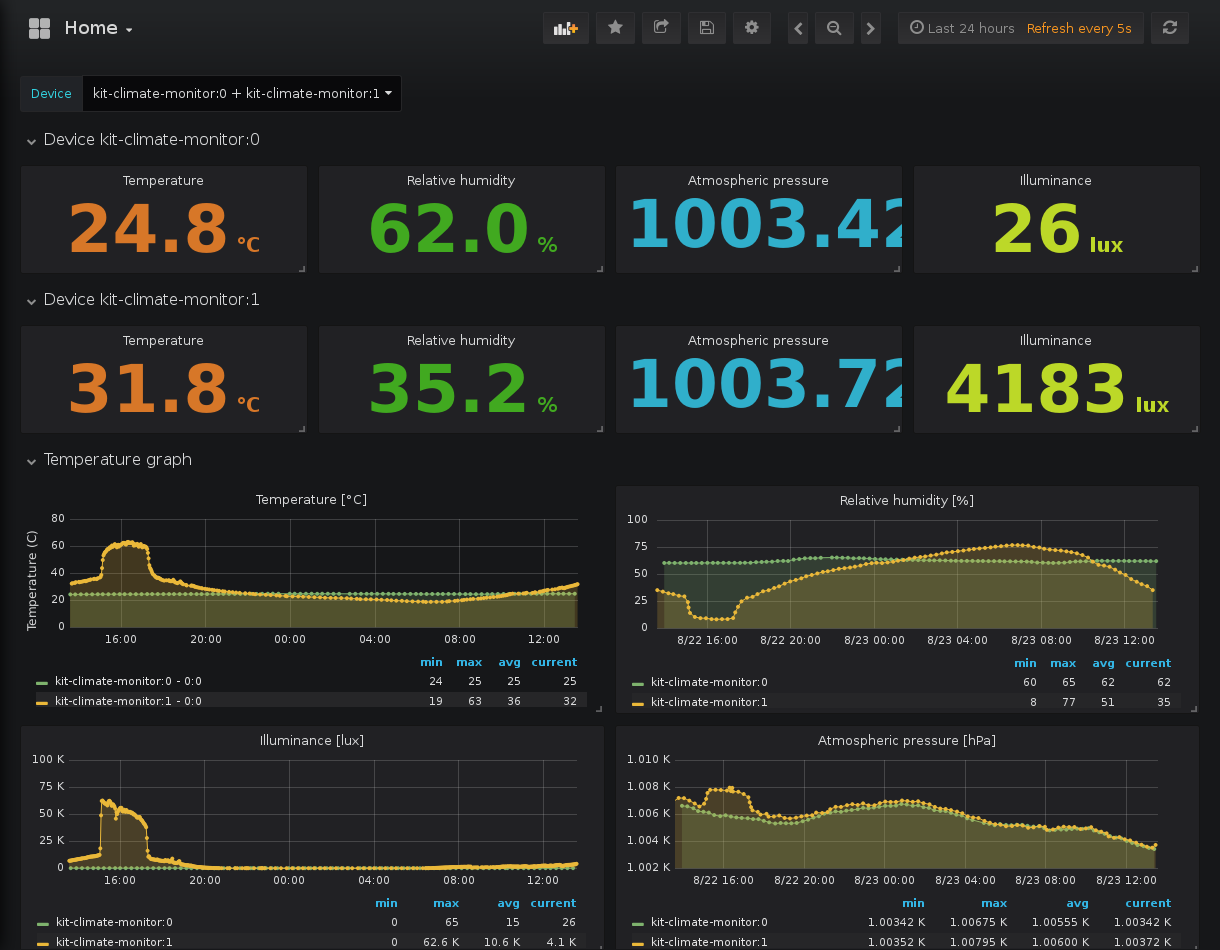 Home
Last 24 hours Refresh every 5s
Device kit-climate-monitor:0 + kit-climate-monitor:1
Device kit-climate-monitor:0
Temperature Relative humidity Atmospheric pressure Illuminance
24.8 °C 62.0 % 1003.42 26 lux
Device kit-climate-monitor:1
Temperature Relative humidity Atmospheric pressure Illuminance
31.8 °C 35.2 % 1003.72 4183 lux
Temperature graph
Temperature [°C]
Temperature (C)
80
60
40
20
0
16:00 20:00 00:00 04:00 08:00 12:00
min max avg current
kit-climate-monitor:0 - 0:0 24 25 25 25
kit-climate-monitor:1 - 0:0 19 63 36 32
Relative humidity [%]
100
75
50
25
0
8/22 16:00 8/22 20:00 8/23 00:00 8/23 04:00 8/23 08:00 8/23 12:00
min max avg current
kit-climate-monitor:0 60 65 62 62
kit-climate-monitor:1 8 77 51 35
Illuminance [lux]
100 K
75 K
50 K
25 K
0
16:00 20:00 00:00 04:00 08:00 12:00
min max avg current
kit-climate-monitor:0 0 65 15 26
kit-climate-monitor:1 0 62.6 K 10.6 K 4.1 K
Atmospheric pressure [hPa]
1.010 K
1.008 K
1.006 K
1.004 K
1.002 K
8/22 16:00 8/22 20:00 8/23 00:00 8/23 04:00 8/23 08:00 8/23 12:00
min max avg current
kit-climate-monitor:0 1.00342 K 1.00675 K 1.00555 K 1.00342 K
kit-climate-monitor:1 1.00352 K 1.00795 K 1.00600 K 1.00372 K